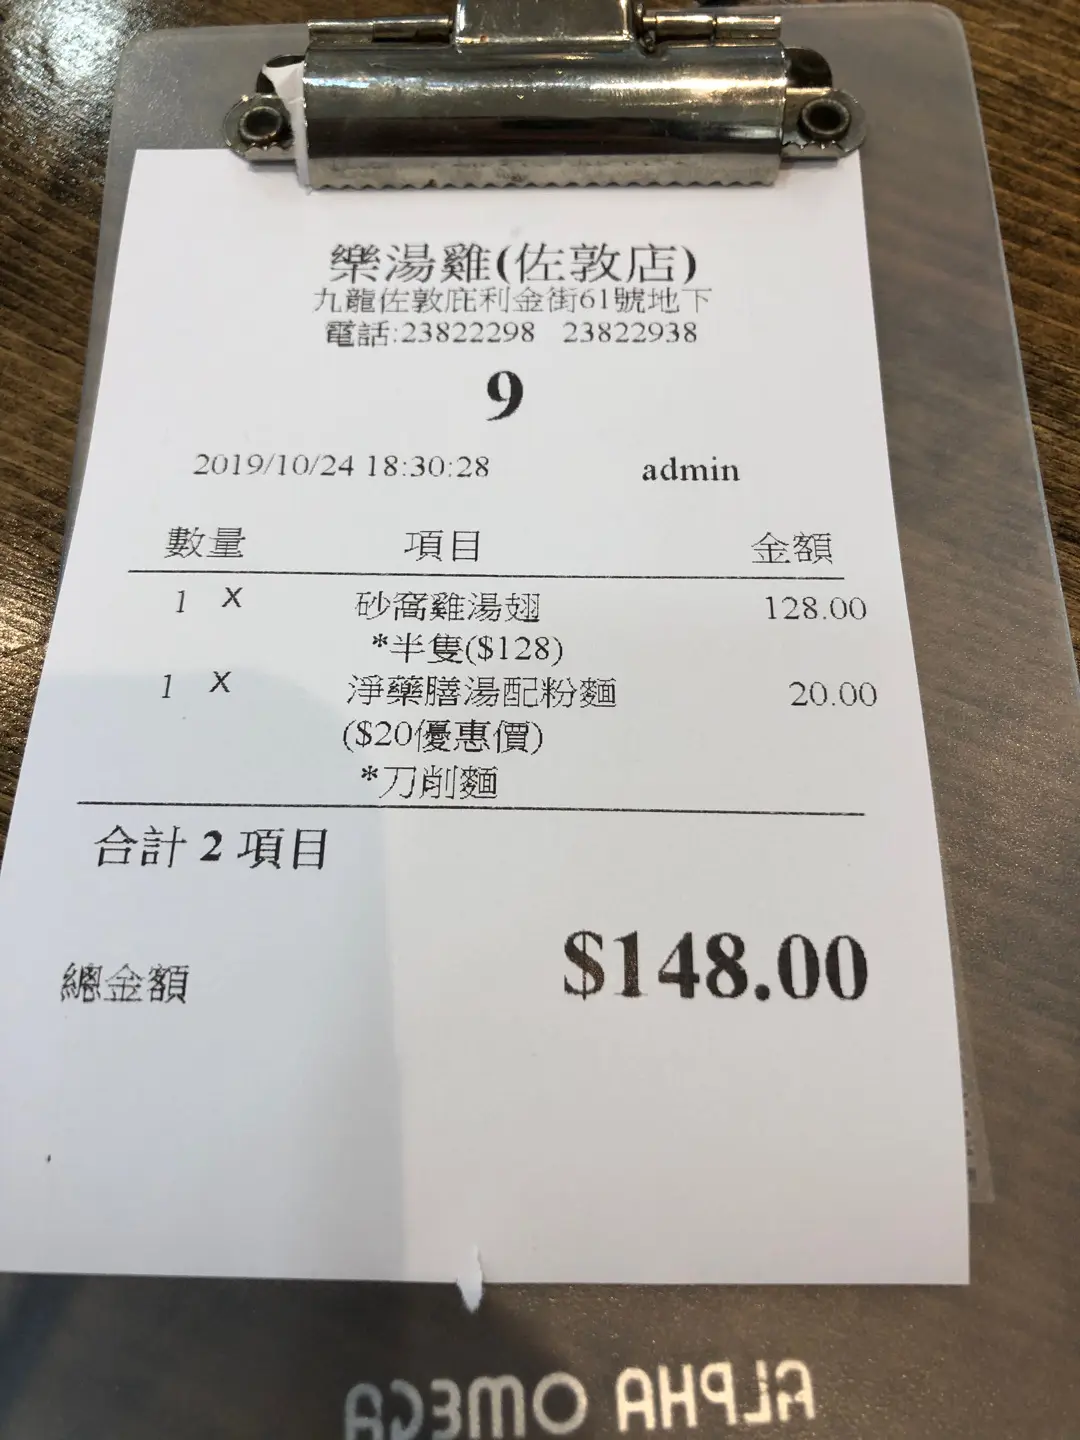 樂湯雞(佐敦店)
九龍佐敦庇利金街61號地下
電話:23822298 23822938
9
2019/10/24 18:30:28 admin
數量 項目 金額
1 X 砂窩雞湯翅 128.00
*半隻($128)
1 X 淨藥膳湯配粉麵 20.00
($20優惠價)
*刀削麵
合計 2 項目
總金額 $148.00
ALPHA OMEGA